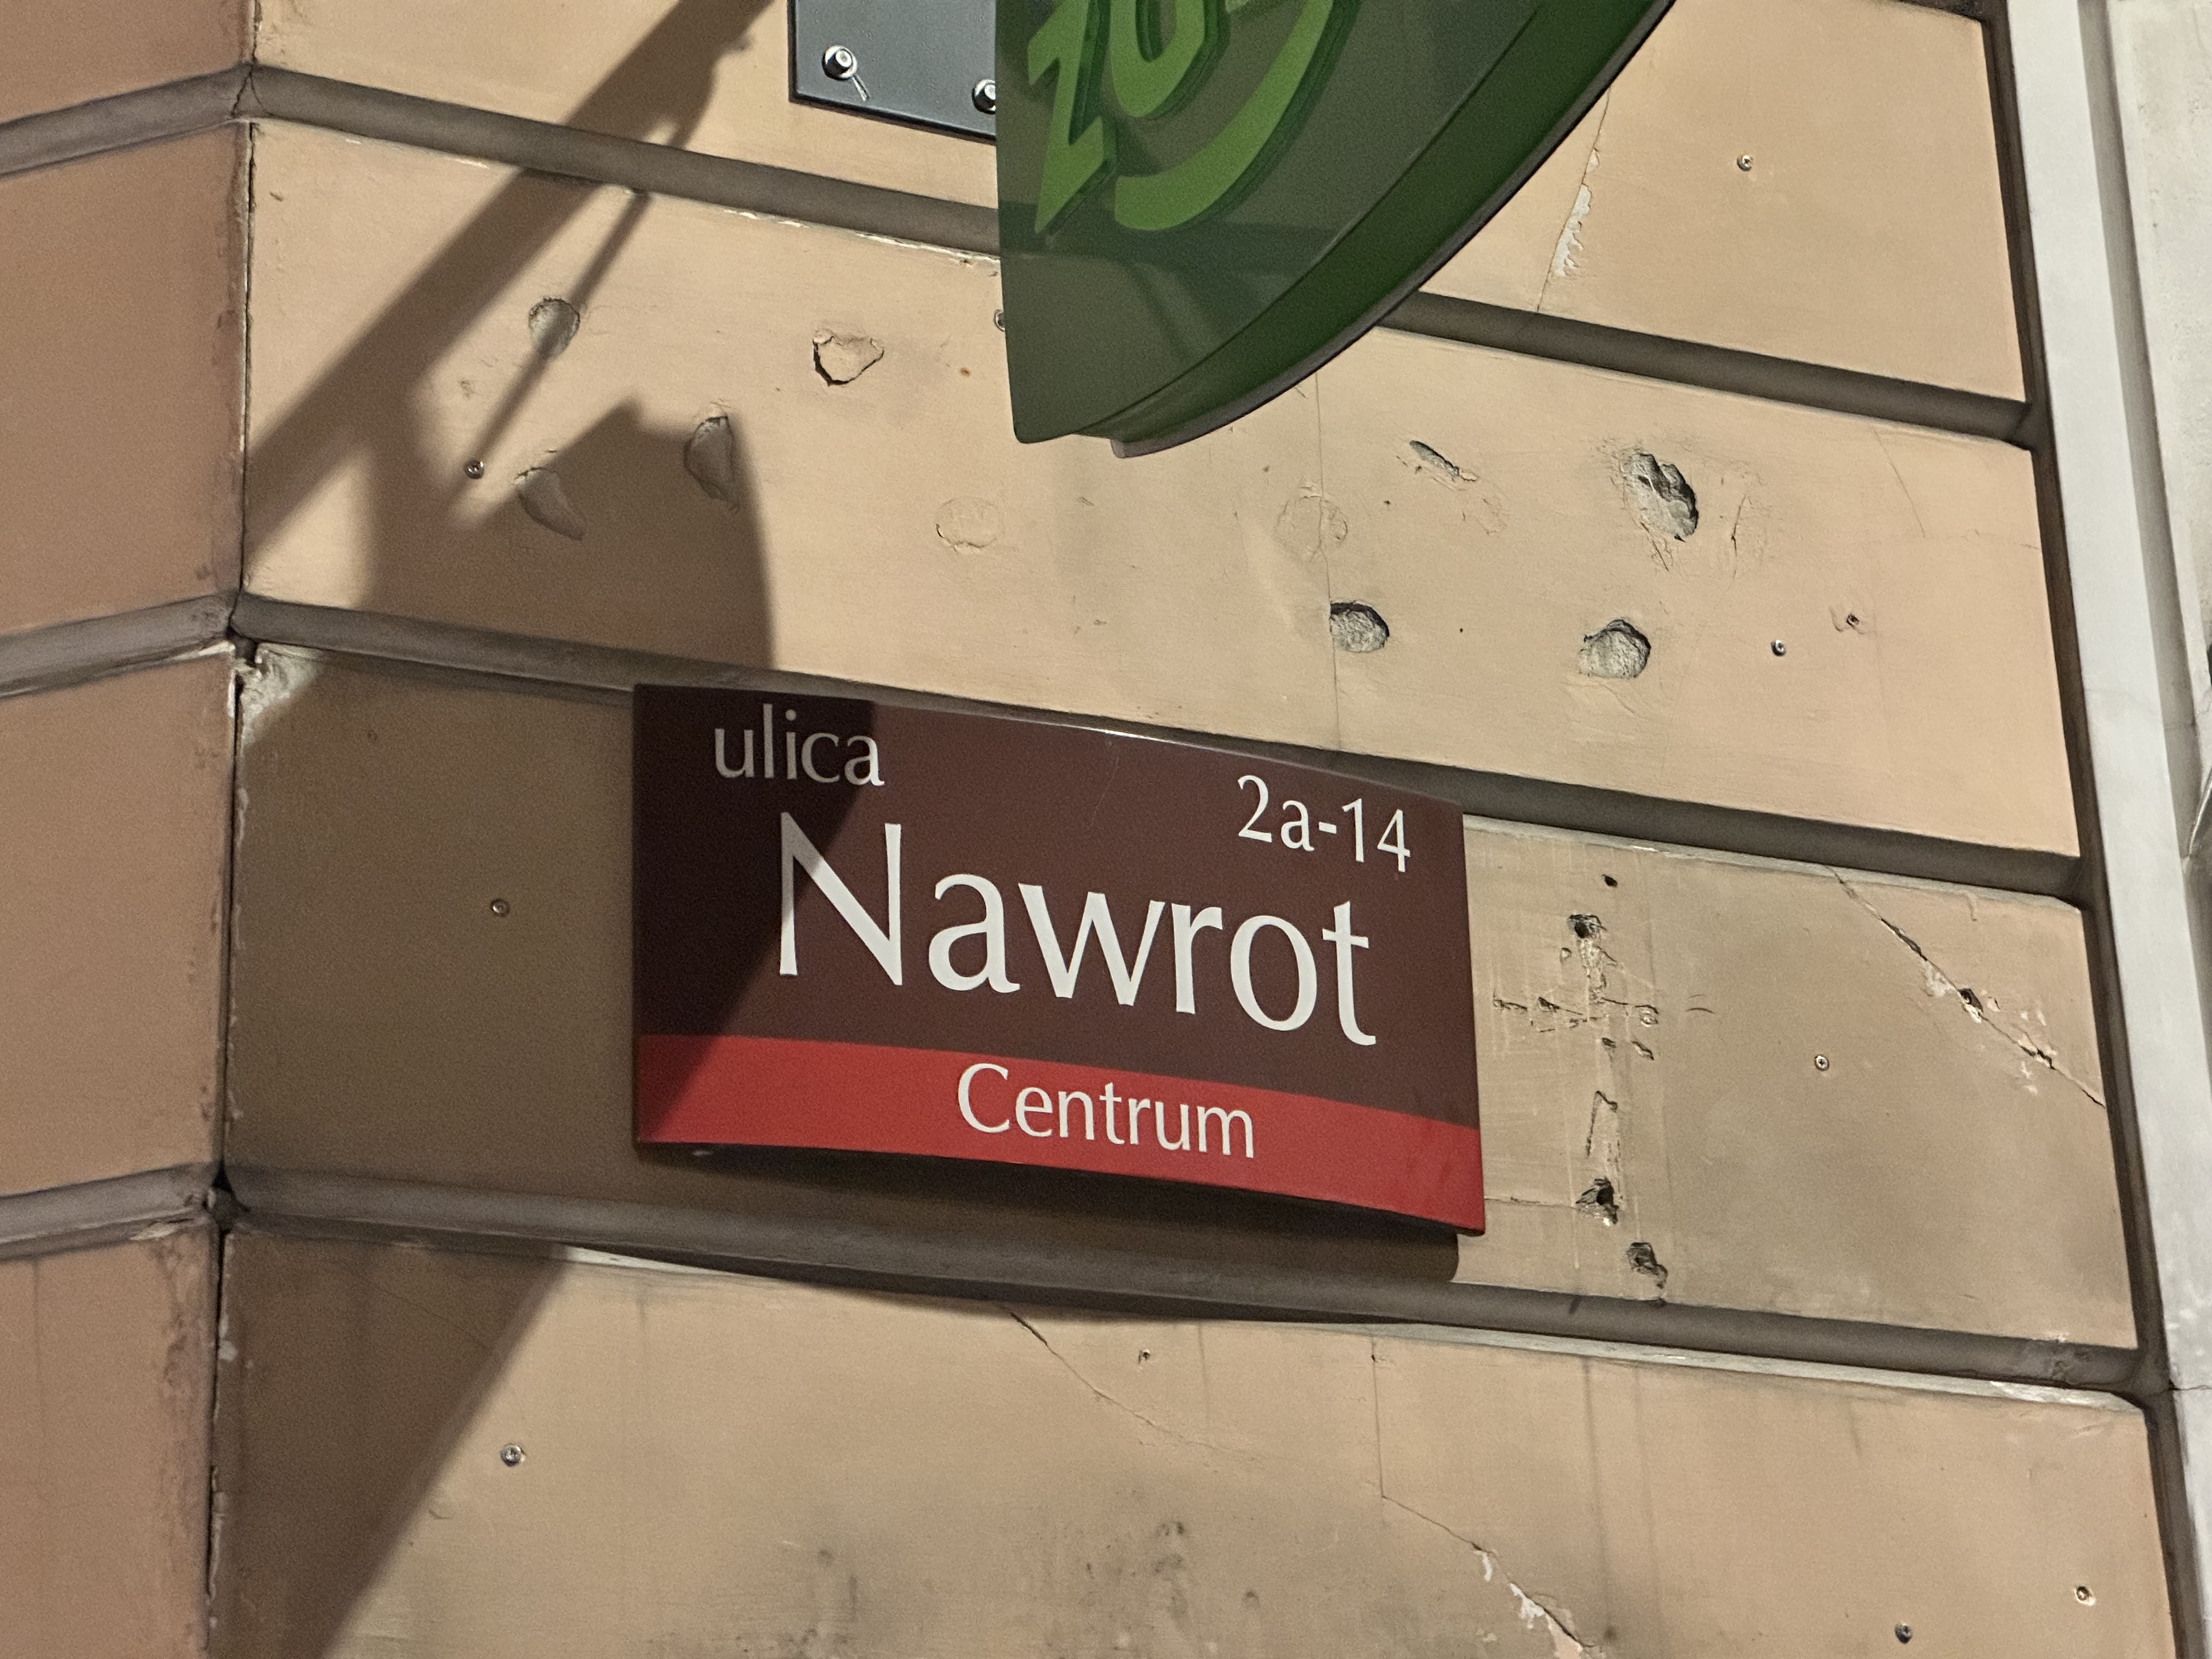 ulica
2a-14
Nawrot
Centrum